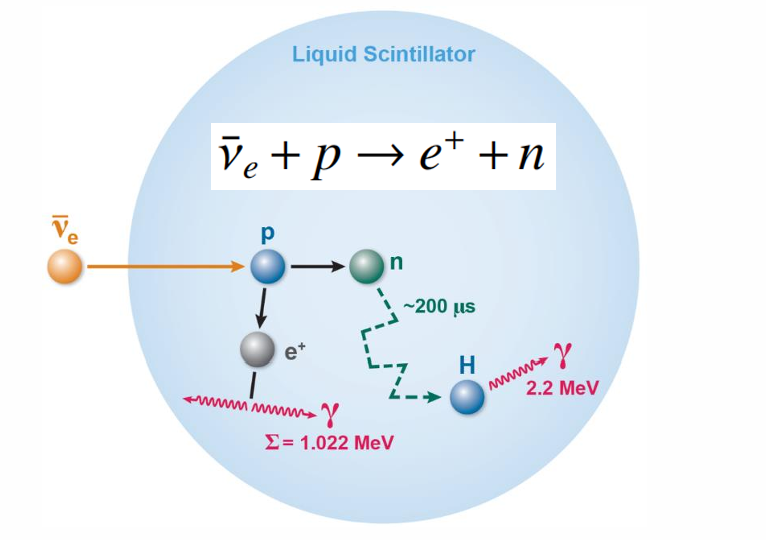 Liquid Scintillator
ν̄e + p → e⁺ + n
ν̄e
p
n
~200 μs
e⁺
H
γ
2.2 MeV
γ
Σ = 1.022 MeV